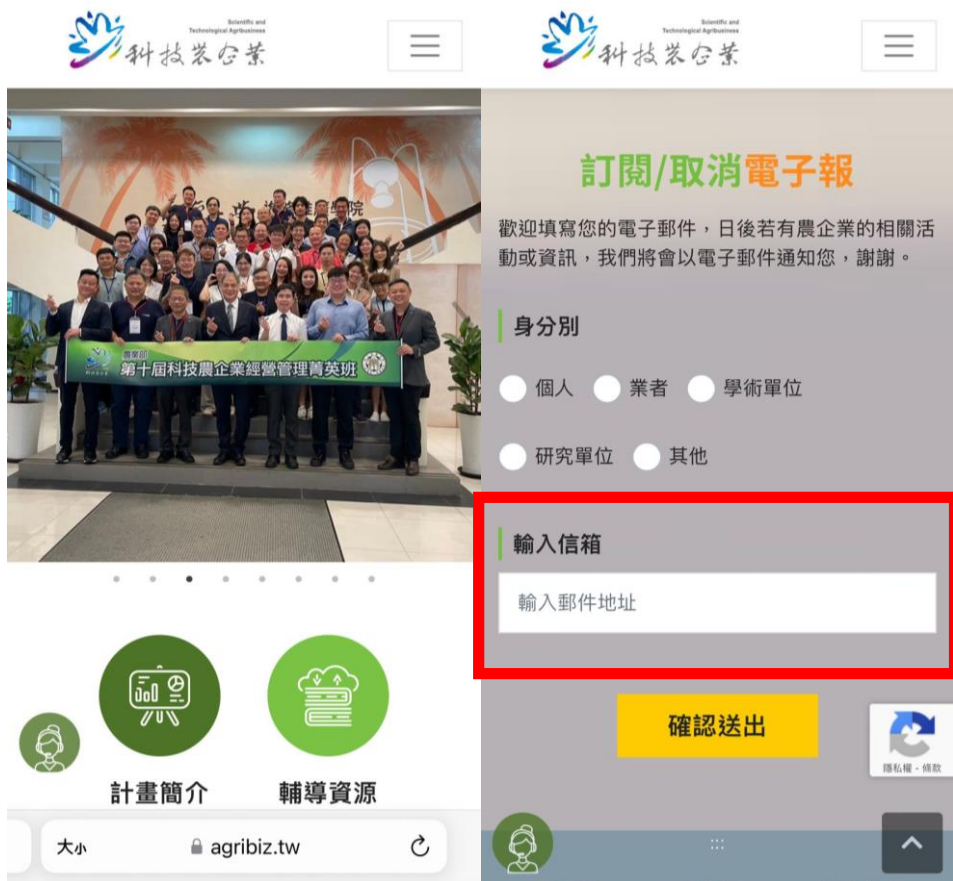 Scientific and
Technological Agribusiness
科技農企業
農業部
第十屆科技農企業經營管理菁英班
計畫簡介
輔導資源
大小
agribiz.tw
Scientific and
Technological Agribusiness
科技農企業
訂閱/取消電子報
歡迎填寫您的電子郵件，日後若有農企業的相關活
動或資訊，我們將會以電子郵件通知您，謝謝。
身分別
個人 業者 學術單位
研究單位 其他
輸入信箱
輸入郵件地址
確認送出
隱私權 - 條款